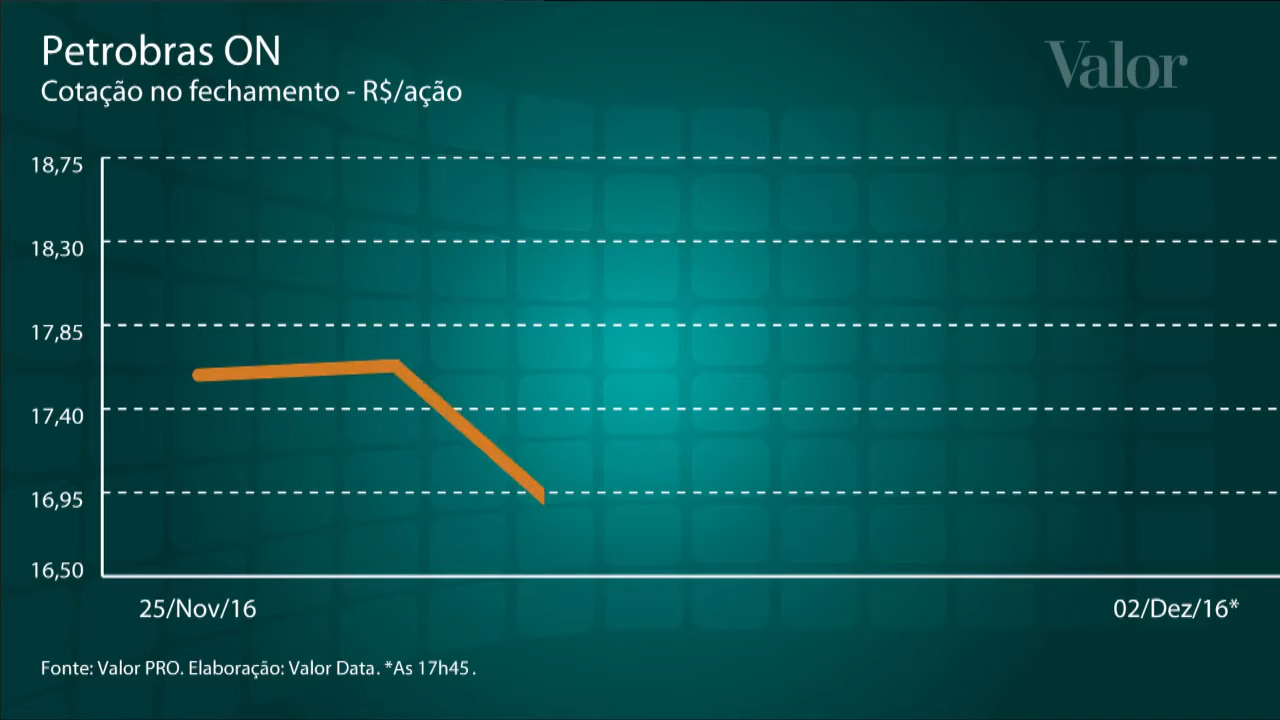 Petrobras ON
Valor
Cotação no fechamento - R$/ação
18,75
18,30
17,85
17,40
16,95
16,50
25/Nov/16
02/Dez/16*
Fonte: Valor PRO. Elaboração: Valor Data. *As 17h45.